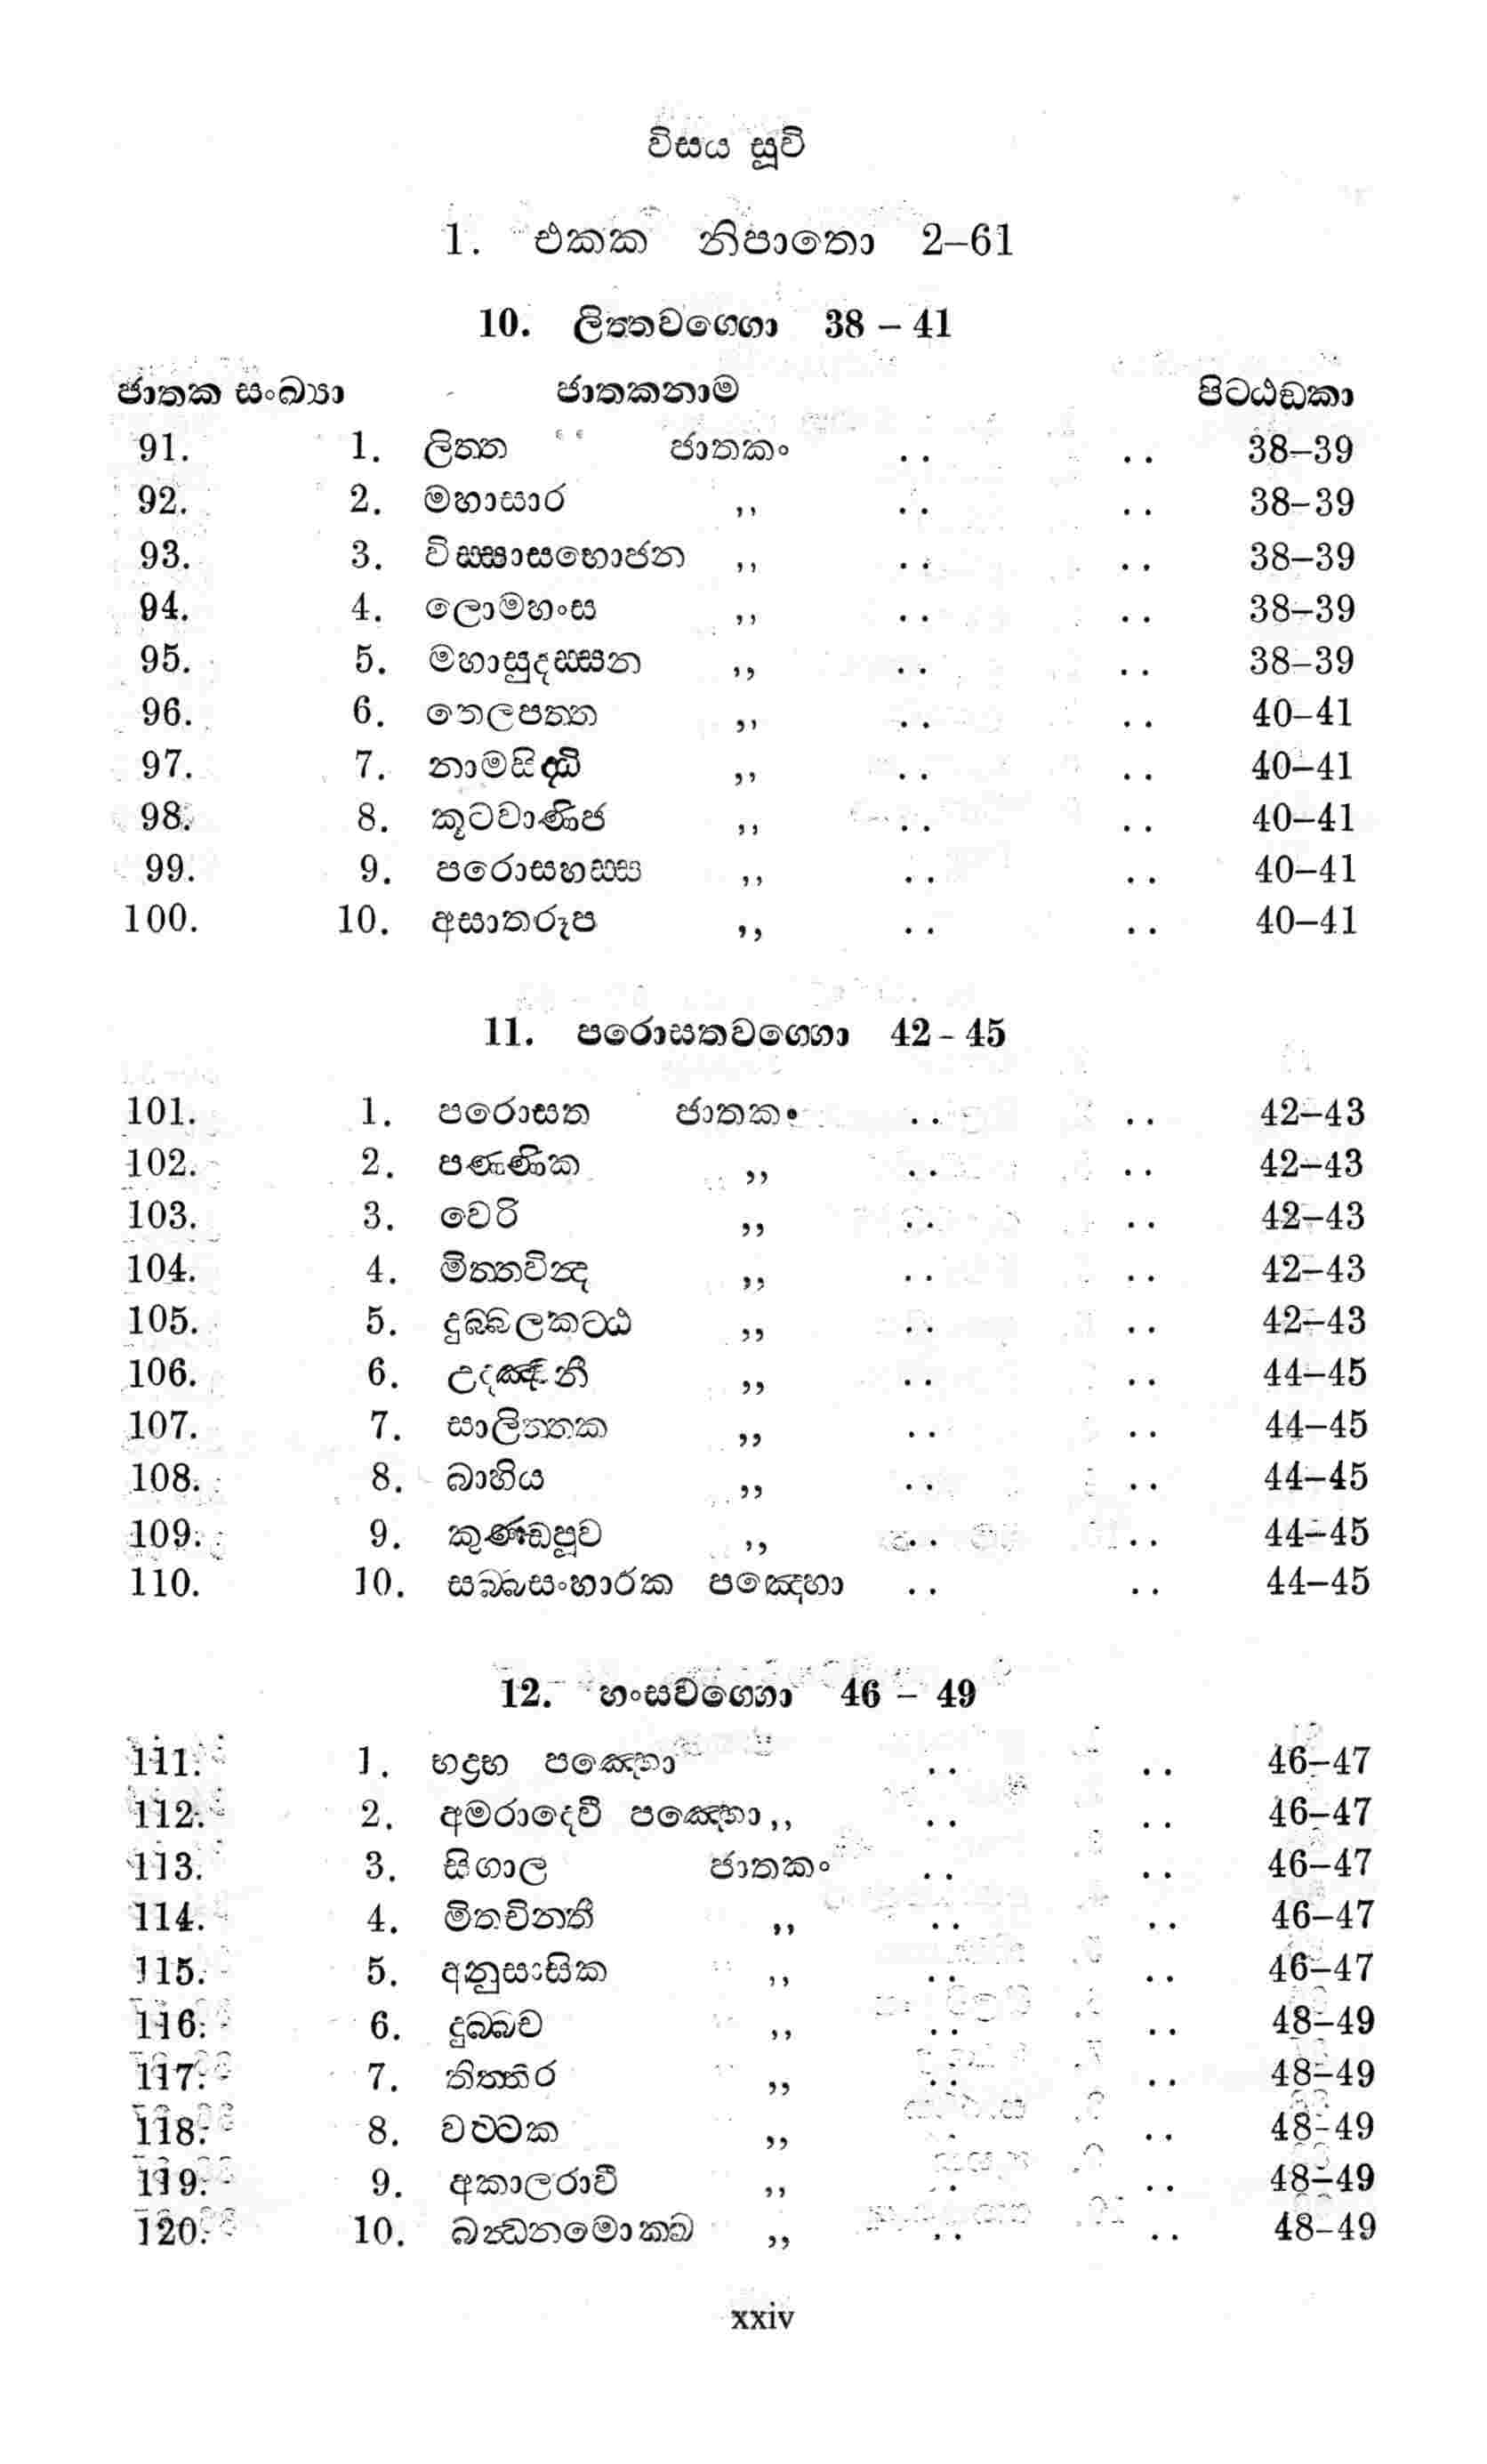 විසය සූචි
1. එකක නිපාතො 2–61
10. ලිත්තවග්ගො 38 – 41
ජාතක සංඛ්‍යා ජාතකනාම පිටඨඩකා
91. 1. ලිත්ත ජාතකං .. .. 38–39
92. 2. මහාසාර ,, .. .. 38–39
93. 3. විස්සාසභොජන ,, .. .. 38–39
94. 4. ලොමහංස ,, .. .. 38–39
95. 5. මහාසුදස්සන ,, .. .. 38–39
96. 6. තෙලපත්ත ,, .. .. 40–41
97. 7. නාමසිද්ධි ,, .. .. 40–41
98. 8. කූටවාණිජ ,, .. .. 40–41
99. 9. පරොසහස්ස ,, .. .. 40–41
100. 10. අසාතරූප ,, .. .. 40–41
11. පරොසතවග්ගො 42 - 45
101. 1. පරොසත ජාතකං .. .. 42–43
102. 2. පණ්ණික ,, .. .. 42–43
103. 3. වෙරි ,, .. .. 42–43
104. 4. මිත්තවින්ද ,, .. .. 42–43
105. 5. දුබ්බලකට්ඨ ,, .. .. 42–43
106. 6. උදඤ්චනී ,, .. .. 44–45
107. 7. සාලිත්තක ,, .. .. 44–45
108. 8. බාහිය ,, .. .. 44–45
109. 9. කුණ්ඩපූව ,, .. .. 44–45
110. 10. සබ්බසංහාරක පඤ්හො .. .. 44–45
12. හංසවග්ගො 46 – 49
111. 1. භද්‍රභ පඤ්හො .. .. 46–47
112. 2. අමරාදෙවී පඤ්හො ,, .. .. 46–47
113. 3. සිගාල ජාතකං .. .. 46–47
114. 4. මිතචින්තී ,, .. .. 46–47
115. 5. අනුසාසික ,, .. .. 46–47
116. 6. දුබ්බච ,, .. .. 48–49
117. 7. තිත්තිර ,, .. .. 48–49
118. 8. වට්ටක ,, .. .. 48–49
119. 9. අකාලරාවී ,, .. .. 48–49
120. 10. බන්ධනමොක්ඛ ,, .. .. 48–49
xxiv